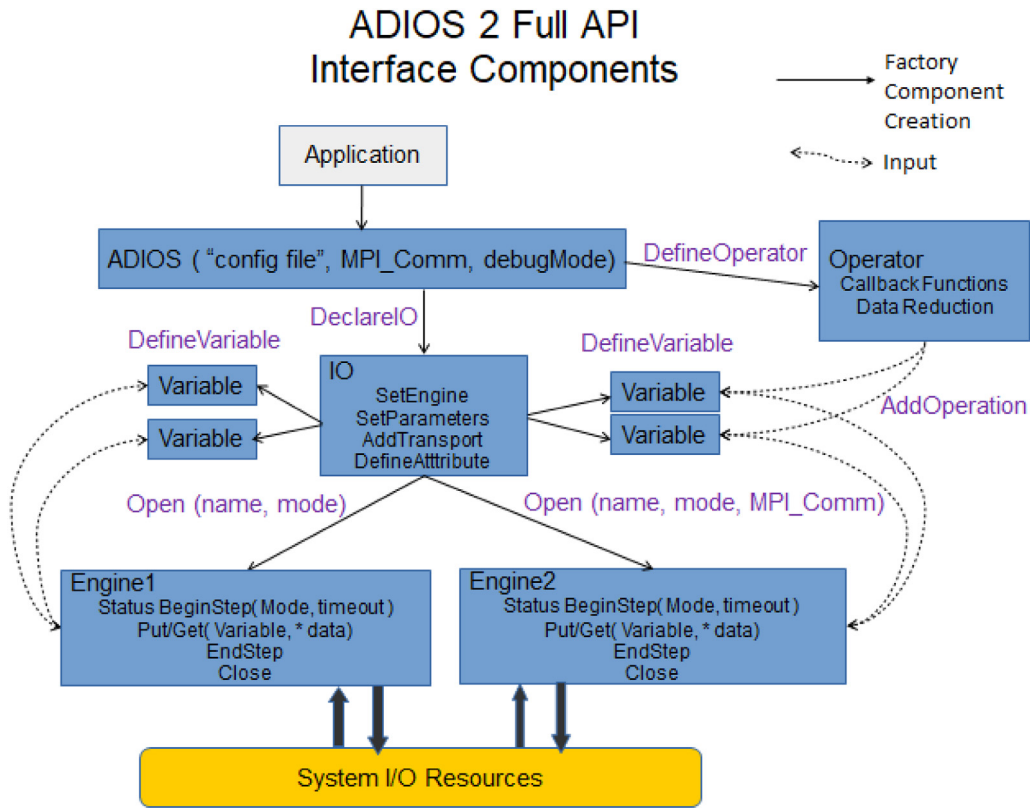 ADIOS 2 Full API
Interface Components
Factory
Component
Creation
Input
Application
ADIOS ( “config file”, MPI_Comm, debugMode)
DefineOperator
Operator
Callback Functions
Data Reduction
DeclareIO
DefineVariable
Variable
Variable
IO
SetEngine
SetParameters
AddTransport
DefineAtttribute
DefineVariable
Variable
Variable
AddOperation
Open (name, mode)
Open (name, mode, MPI_Comm)
Engine1
Status BeginStep( Mode, timeout )
Put/Get( Variable, * data)
EndStep
Close
Engine2
Status BeginStep( Mode, timeout )
Put/Get( Variable, * data)
EndStep
Close
System I/O Resources